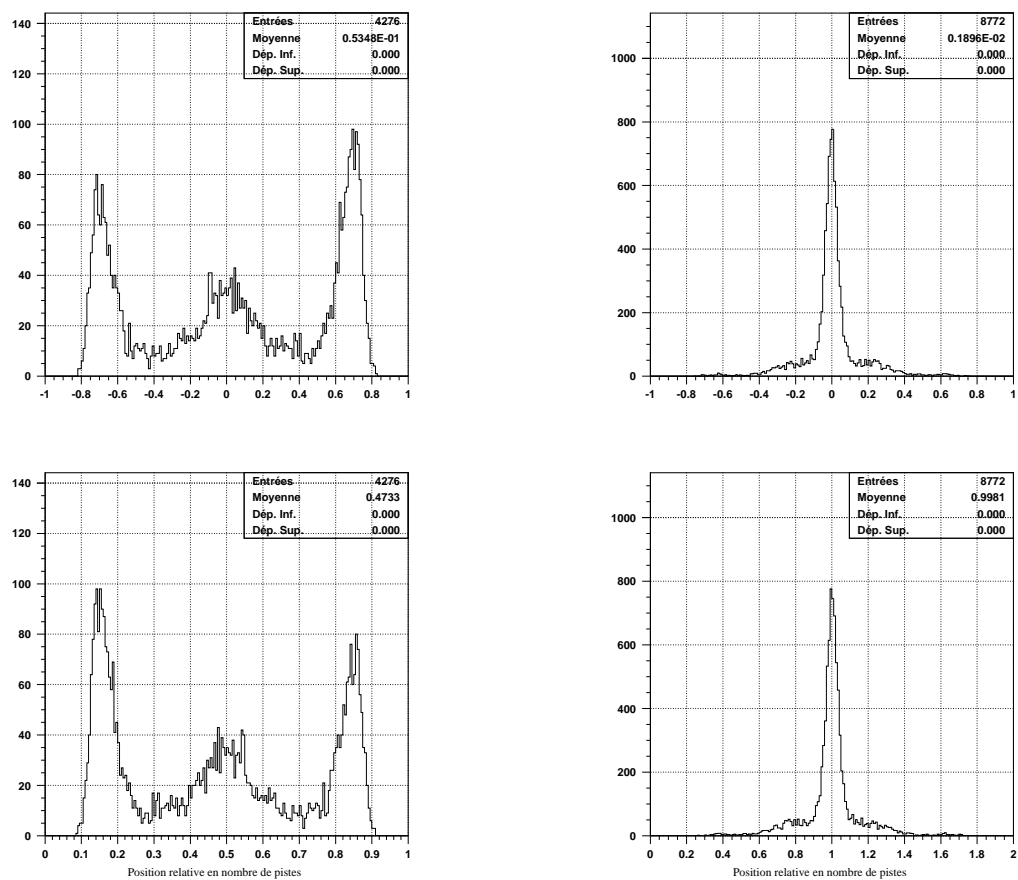 Entrées 4276
Moyenne 0.5348E-01
Dép. Inf. 0.000
Dép. Sup. 0.000
140
120
100
80
60
40
20
0
-1 -0.8 -0.6 -0.4 -0.2 0 0.2 0.4 0.6 0.8 1
Entrées 8772
Moyenne 0.1896E-02
Dép. Inf. 0.000
Dép. Sup. 0.000
1000
800
600
400
200
0
-1 -0.8 -0.6 -0.4 -0.2 0 0.2 0.4 0.6 0.8 1
Entrées 4276
Moyenne 0.4733
Dép. Inf. 0.000
Dép. Sup. 0.000
140
120
100
80
60
40
20
0
0 0.1 0.2 0.3 0.4 0.5 0.6 0.7 0.8 0.9 1
Position relative en nombre de pistes
Entrées 8772
Moyenne 0.9981
Dép. Inf. 0.000
Dép. Sup. 0.000
1000
800
600
400
200
0
0 0.2 0.4 0.6 0.8 1 1.2 1.4 1.6 1.8 2
Position relative en nombre de pistes